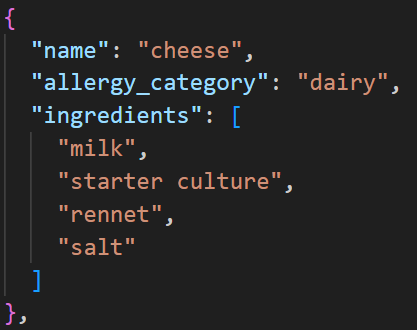 {
  "name": "cheese",
  "allergy_category": "dairy",
  "ingredients": [
    "milk",
    "starter culture",
    "rennet",
    "salt"
  ]
},